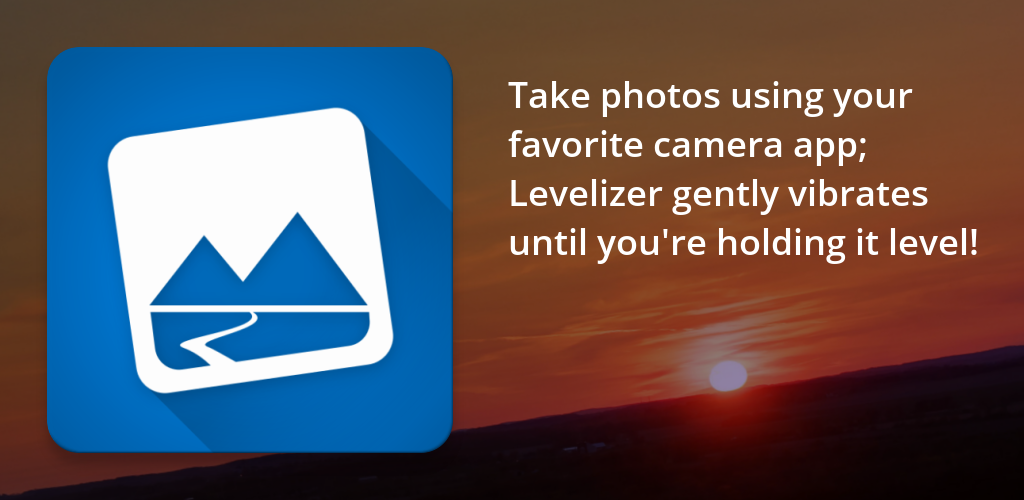 Take photos using your
favorite camera app;
Levelizer gently vibrates
until you're holding it level!